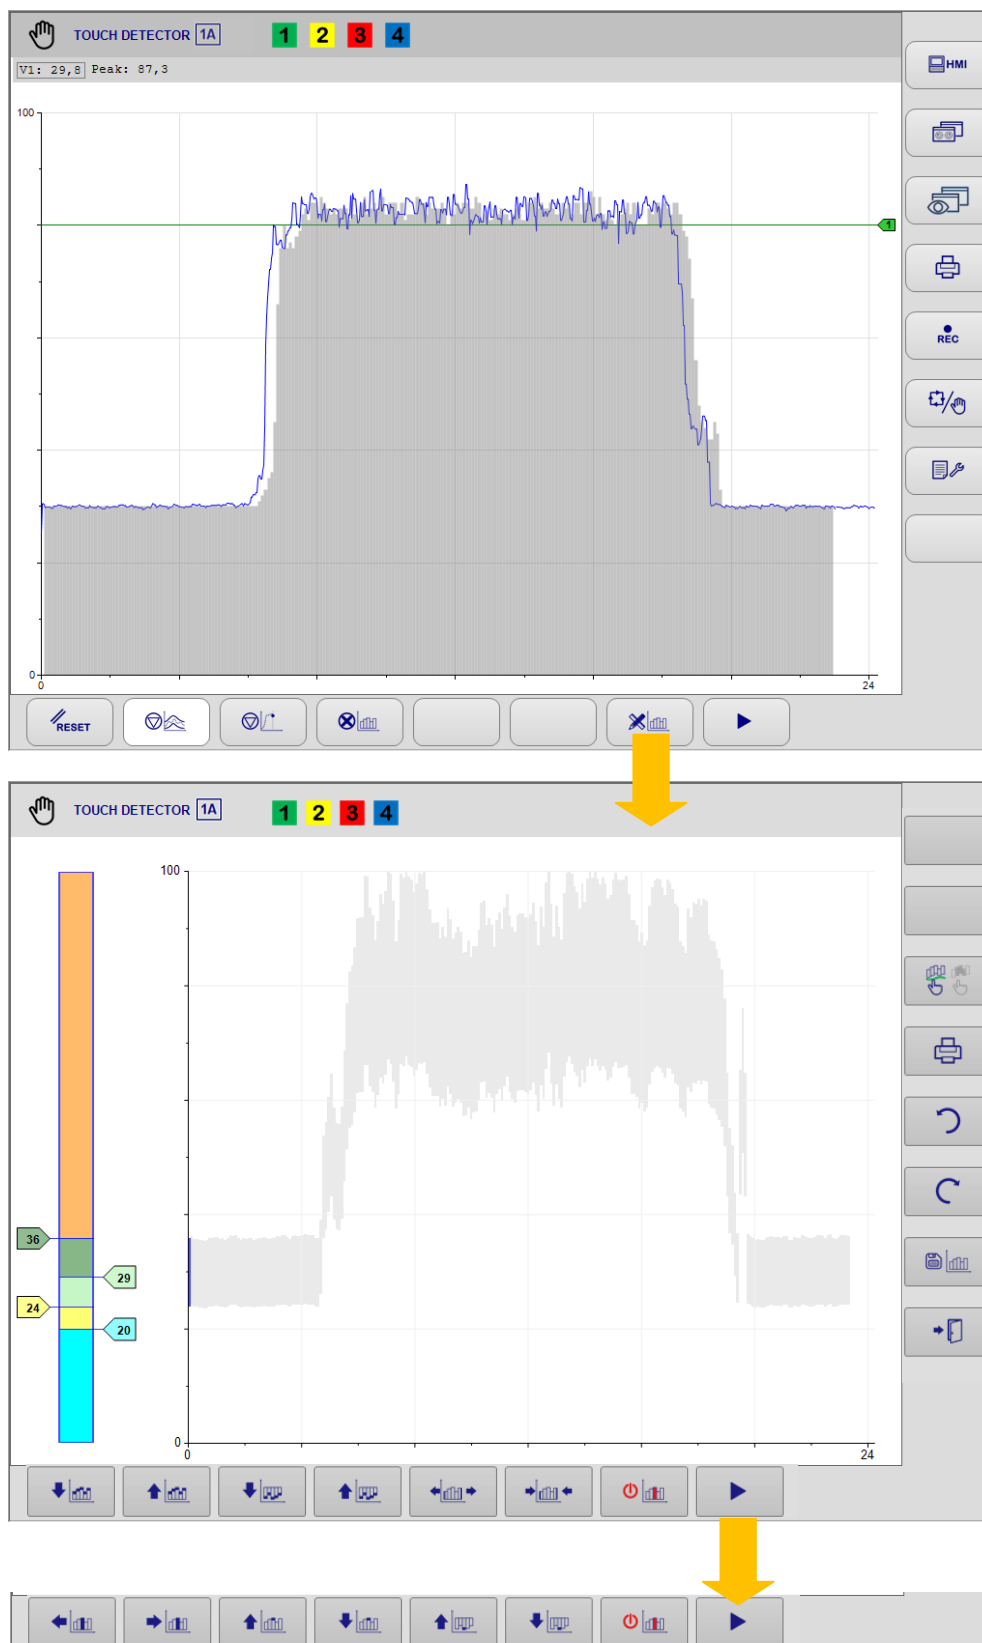 TOUCH DETECTOR 1A 1 2 3 4
V1: 29,8 Peak: 87,3
HMI
100
1
REC
0
0 24
RESET
TOUCH DETECTOR 1A 1 2 3 4
100
36
29
24
20
0
0 24